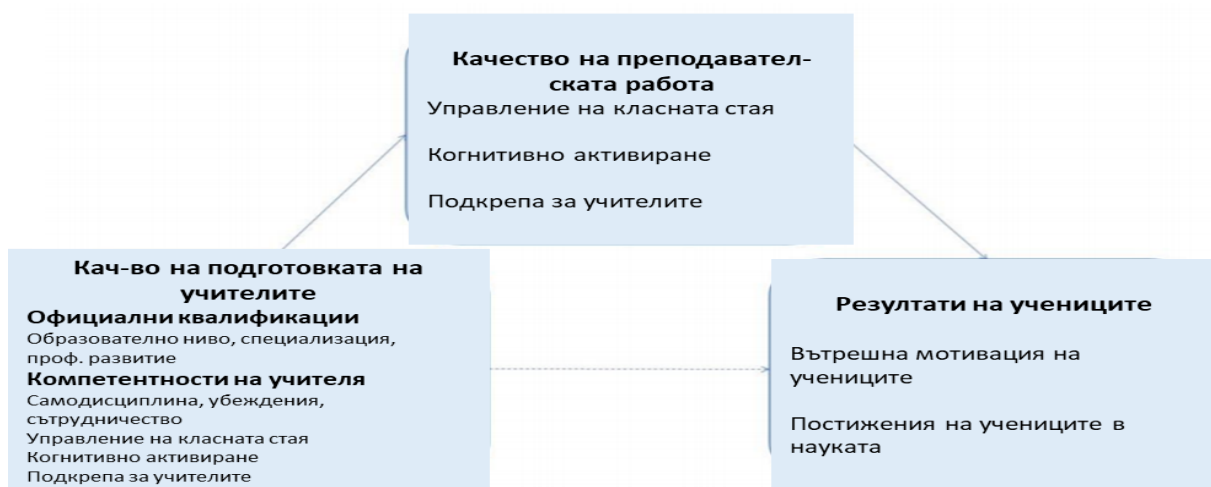 Качество на преподавател-
ската работа
Управление на класната стая
Когнитивно активиране
Подкрепа за учителите
Кач-во на подготовката на
учителите
Официални квалификации
Образователно ниво, специализация,
проф. развитие
Компетентности на учителя
Самодисциплина, убеждения,
сътрудничество
Управление на класната стая
Когнитивно активиране
Подкрепа за учителите
Резултати на учениците
Вътрешна мотивация на
учениците
Постижения на учениците в
науката